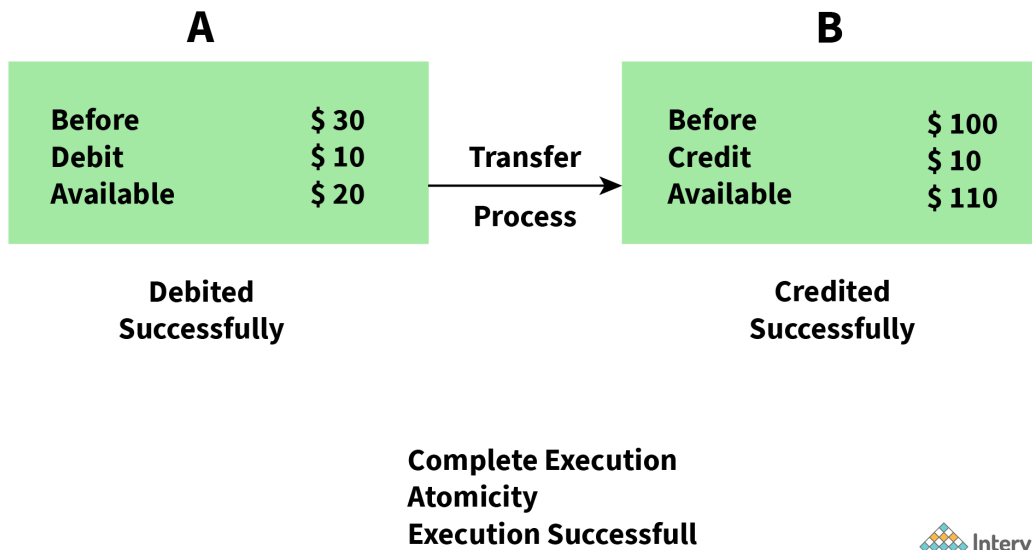 A
B
Before $ 30
Debit $ 10
Available $ 20
Transfer
Process
Before $ 100
Credit $ 10
Available $ 110
Debited
Successfully
Credited
Successfully
Complete Execution
Atomicity
Execution Successfull